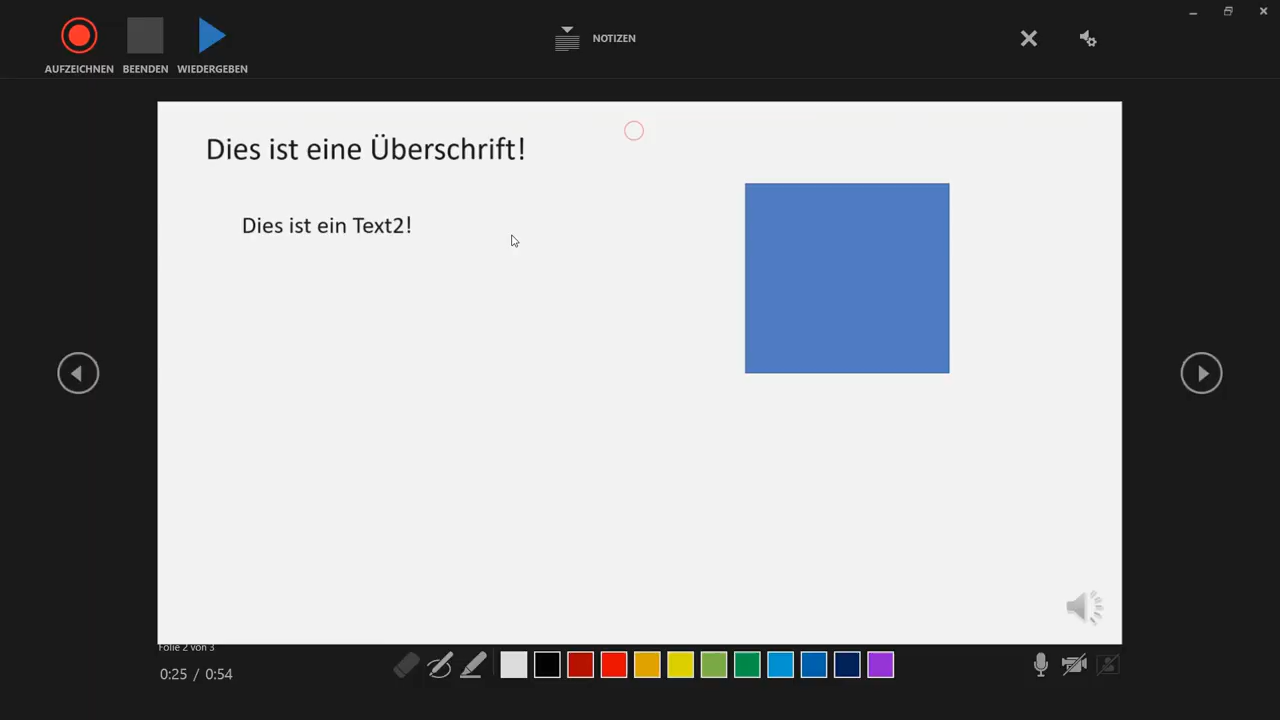 AUFZEICHNEN BEENDEN WIEDERGEBEN
NOTIZEN
Dies ist eine Überschrift!
Dies ist ein Text2!
Folie 2 von 3
0:25 / 0:54